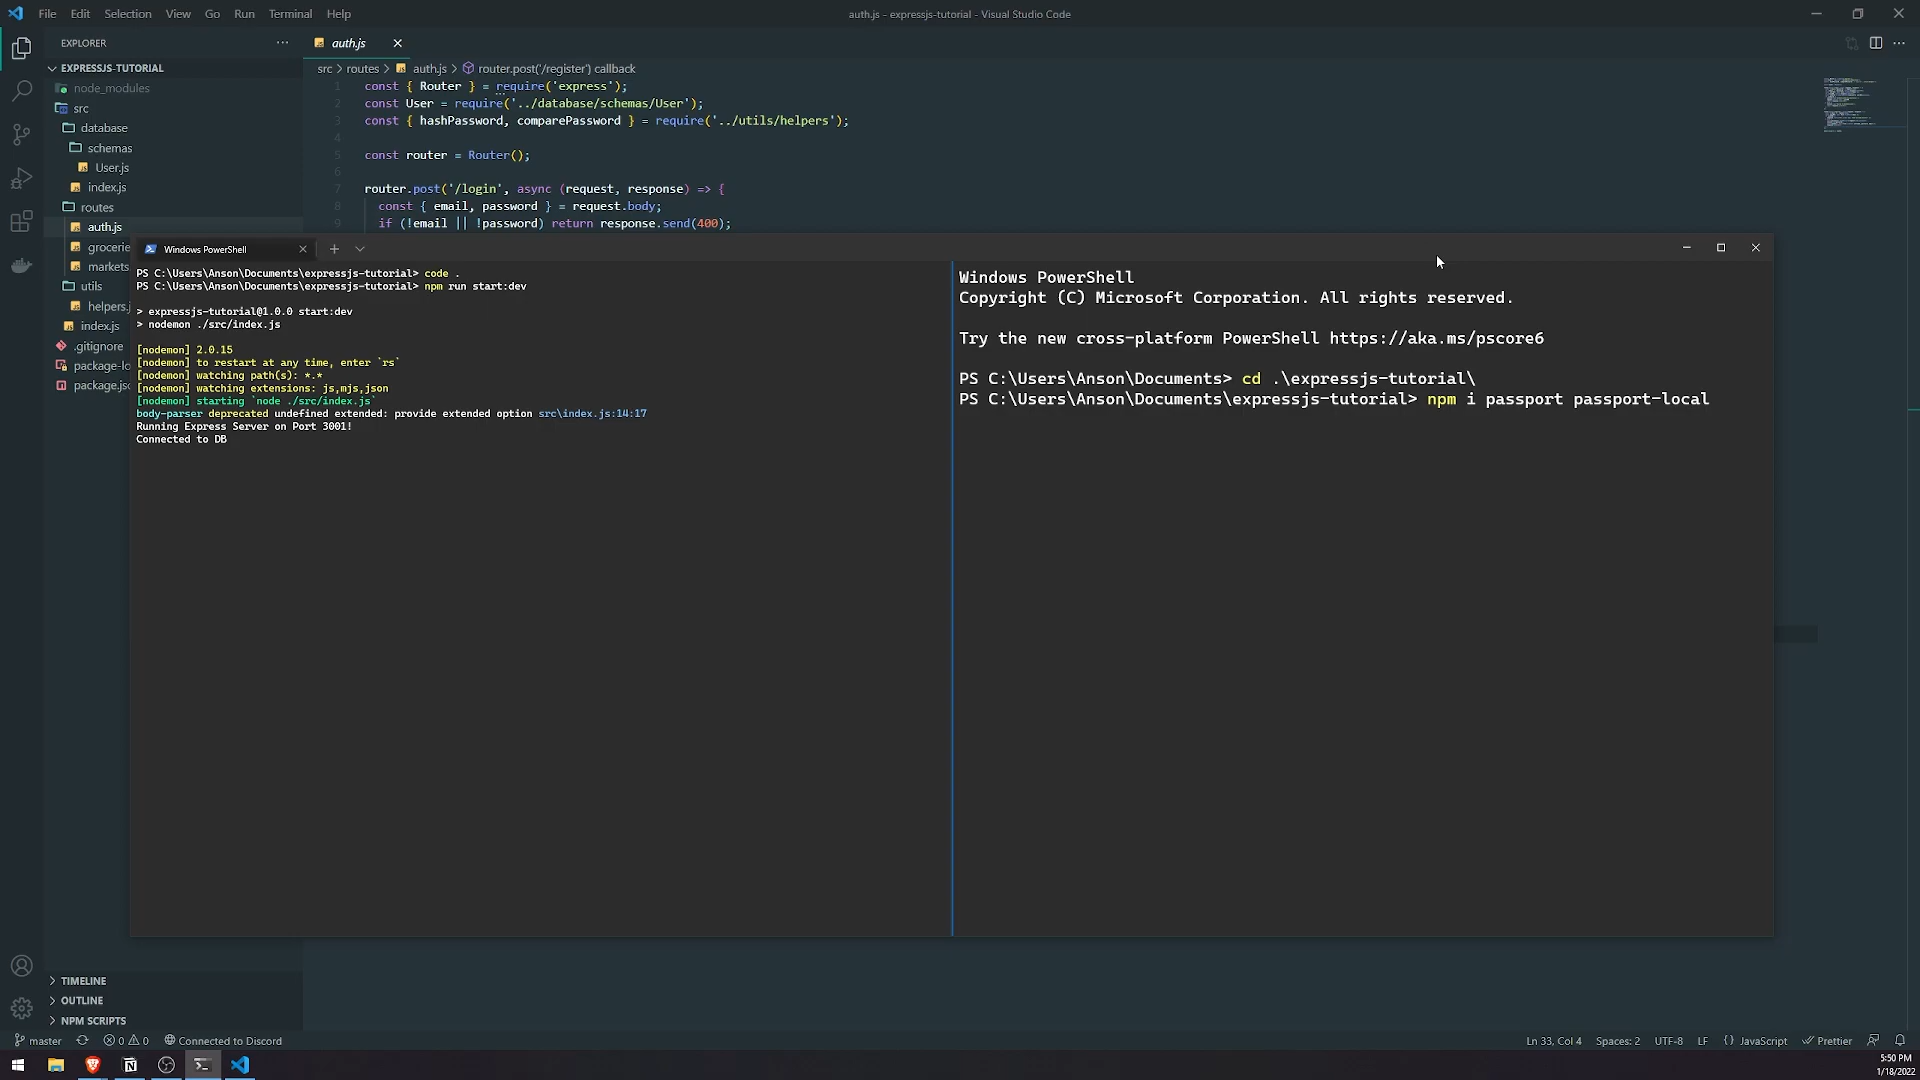 File Edit Selection View Go Run Terminal Help
auth.js - expressjs-tutorial - Visual Studio Code
EXPLORER
EXPRESSJS-TUTORIAL
node_modules
src
database
schemas
User.js
index.js
routes
auth.js
grocerie
markets
utils
helpers.j
index.js
.gitignore
package-lo
package.jso
TIMELINE
OUTLINE
NPM SCRIPTS
auth.js
src > routes > auth.js > router.post('/register') callback
1 const { Router } = require('express');
2 const User = require('../database/schemas/User');
3 const { hashPassword, comparePassword } = require('../utils/helpers');
4
5 const router = Router();
6
7 router.post('/login', async (request, response) => {
8 const { email, password } = request.body;
9 if (!email || !password) return response.send(400);
Windows PowerShell
PS C:\Users\Anson\Documents\expressjs-tutorial> code .
PS C:\Users\Anson\Documents\expressjs-tutorial> npm run start:dev
> expressjs-tutorial@1.0.0 start:dev
> nodemon ./src/index.js
[nodemon] 2.0.15
[nodemon] to restart at any time, enter `rs`
[nodemon] watching path(s): *.*
[nodemon] watching extensions: js,mjs,json
[nodemon] starting `node ./src/index.js`
body-parser deprecated undefined extended: provide extended option src\index.js:14:17
Running Express Server on Port 3001!
Connected to DB
Windows PowerShell
Copyright (C) Microsoft Corporation. All rights reserved.
Try the new cross-platform PowerShell https://aka.ms/pscore6
PS C:\Users\Anson\Documents> cd .\expressjs-tutorial\
PS C:\Users\Anson\Documents\expressjs-tutorial> npm i passport passport-local
master 0 0 Connected to Discord
Ln 33, Col 4 Spaces: 2 UTF-8 LF {} JavaScript Prettier
5:50 PM
1/18/2022